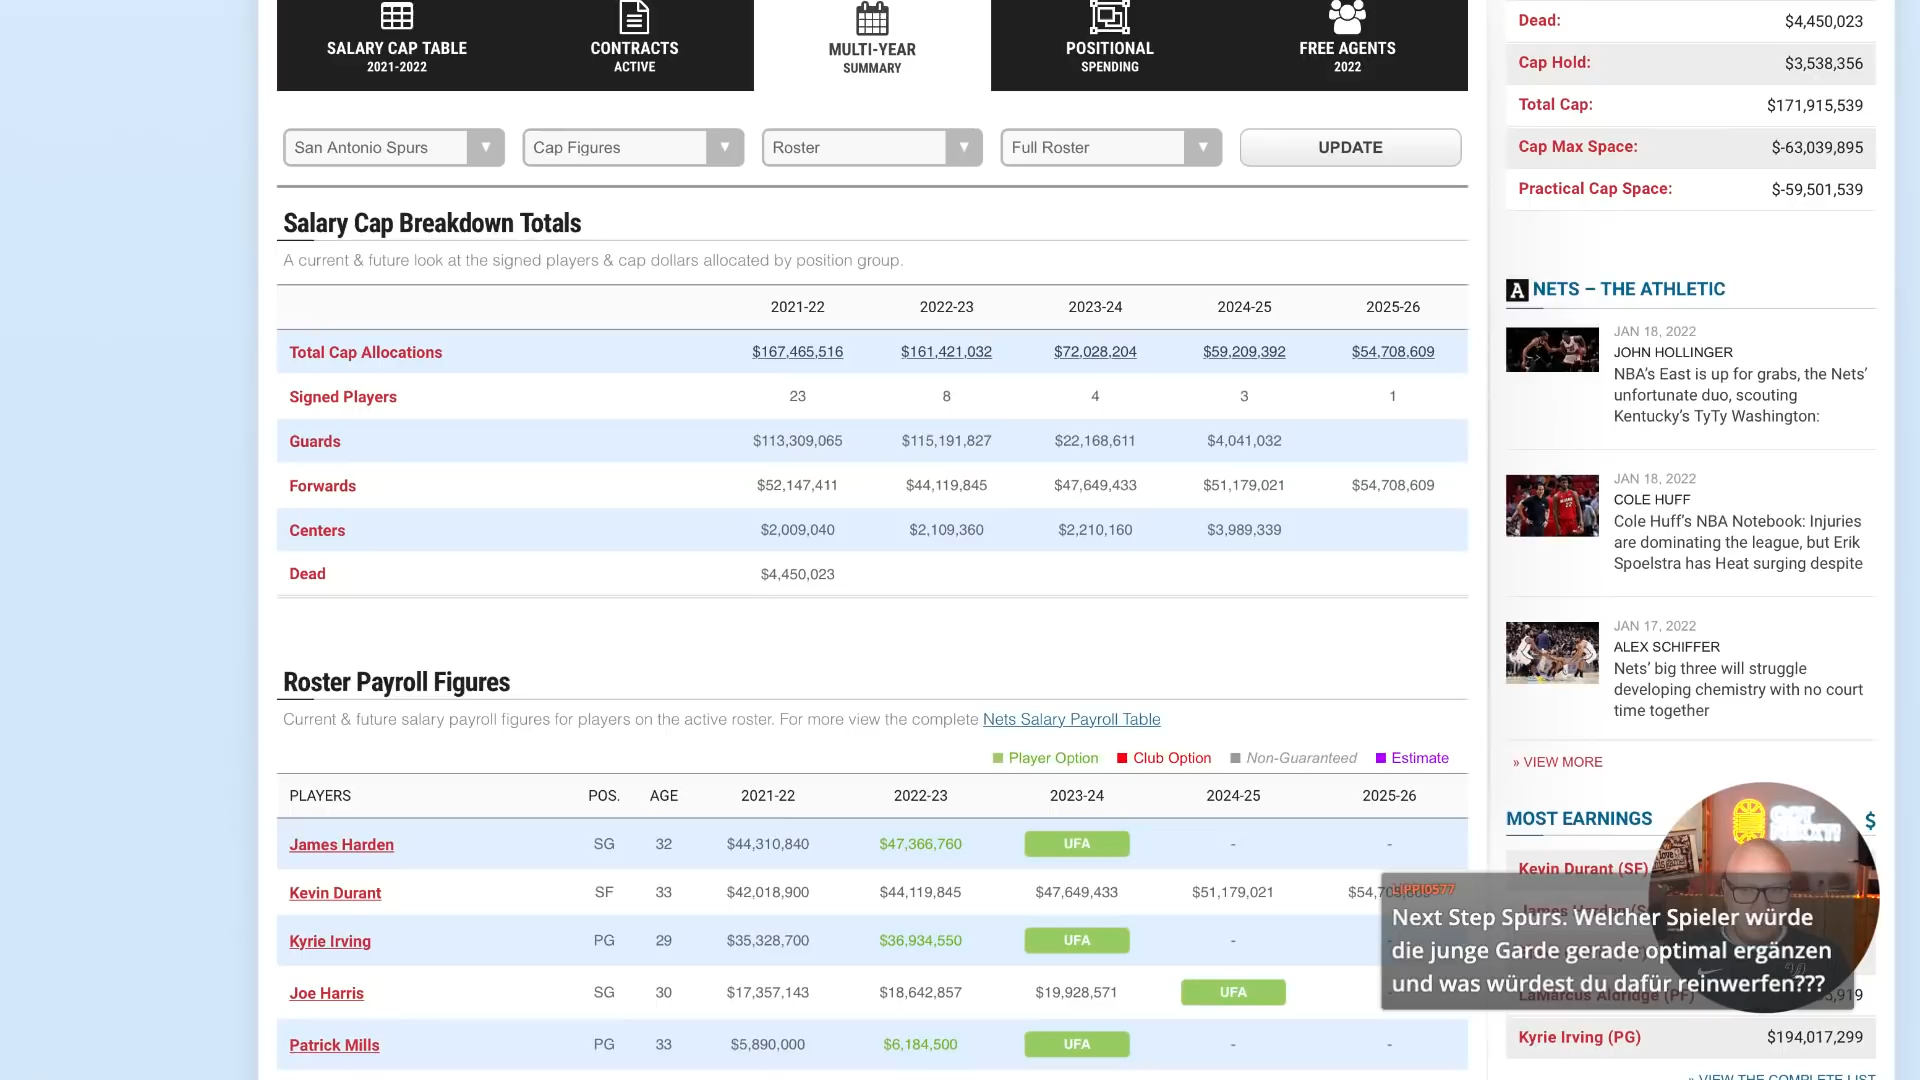 SALARY CAP TABLE
2021-2022
CONTRACTS
ACTIVE
MULTI-YEAR
SUMMARY
POSITIONAL
SPENDING
FREE AGENTS
2022
San Antonio Spurs
Cap Figures
Roster
Full Roster
UPDATE
Salary Cap Breakdown Totals
A current & future look at the signed players & cap dollars allocated by position group.
2021-22 2022-23 2023-24 2024-25 2025-26
Total Cap Allocations $167,465,516 $161,421,032 $72,028,204 $59,209,392 $54,708,609
Signed Players 23 8 4 3 1
Guards $113,309,065 $115,191,827 $22,168,611 $4,041,032
Forwards $52,147,411 $44,119,845 $47,649,433 $51,179,021 $54,708,609
Centers $2,009,040 $2,109,360 $2,210,160 $3,989,339
Dead $4,450,023
Roster Payroll Figures
Current & future salary payroll figures for players on the active roster. For more view the complete Nets Salary Payroll Table
Player Option Club Option Non-Guaranteed Estimate
PLAYERS POS. AGE 2021-22 2022-23 2023-24 2024-25 2025-26
James Harden SG 32 $44,310,840 $47,366,760 UFA - -
Kevin Durant SF 33 $42,018,900 $44,119,845 $47,649,433 $51,179,021
Kyrie Irving PG 29 $35,328,700 $36,934,550 UFA - -
Joe Harris SG 30 $17,357,143 $18,642,857 $19,928,571 UFA -
Patrick Mills PG 33 $5,890,000 $6,184,500 UFA - -
Dead: $4,450,023
Cap Hold: $3,538,356
Total Cap: $171,915,539
Cap Max Space: $-63,039,895
Practical Cap Space: $-59,501,539
A NETS – THE ATHLETIC
JAN 18, 2022
JOHN HOLLINGER
NBA’s East is up for grabs, the Nets’
unfortunate duo, scouting
Kentucky’s TyTy Washington:
JAN 18, 2022
COLE HUFF
Cole Huff’s NBA Notebook: Injuries
are dominating the league, but Erik
Spoelstra has Heat surging despite
JAN 17, 2022
ALEX SCHIFFER
Nets’ big three will struggle
developing chemistry with no court
time together
» VIEW MORE
MOST EARNINGS $
GOT
NEXT!
Kevin Durant (SF)
Next Step Spurs. Welcher Spieler würde
die junge Garde gerade optimal ergänzen
und was würdest du dafür reinwerfen???
LaMarcus Aldridge (PF)
Kyrie Irving (PG) $194,017,299
» VIEW THE COMPLETE LIST